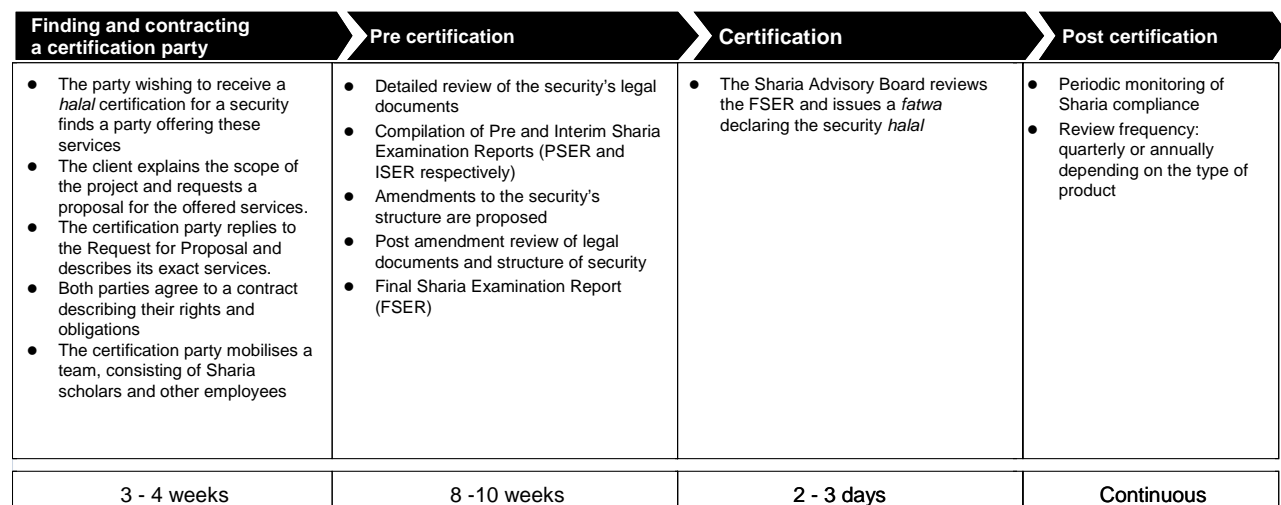 Finding and contracting
a certification party
Pre certification
Certification
Post certification
● The party wishing to receive a
halal certification for a security
finds a party offering these
services
● The client explains the scope of
the project and requests a
proposal for the offered services.
● The certification party replies to
the Request for Proposal and
describes its exact services.
● Both parties agree to a contract
describing their rights and
obligations
● The certification party mobilises a
team, consisting of Sharia
scholars and other employees
● Detailed review of the security's legal
documents
● Compilation of Pre and Interim Sharia
Examination Reports (PSER and
ISER respectively)
● Amendments to the security's
structure are proposed
● Post amendment review of legal
documents and structure of security
● Final Sharia Examination Report
(FSER)
● The Sharia Advisory Board reviews
the FSER and issues a fatwa
declaring the security halal
● Periodic monitoring of
Sharia compliance
● Review frequency:
quarterly or annually
depending on the type of
product
3 - 4 weeks
8 -10 weeks
2 - 3 days
Continuous